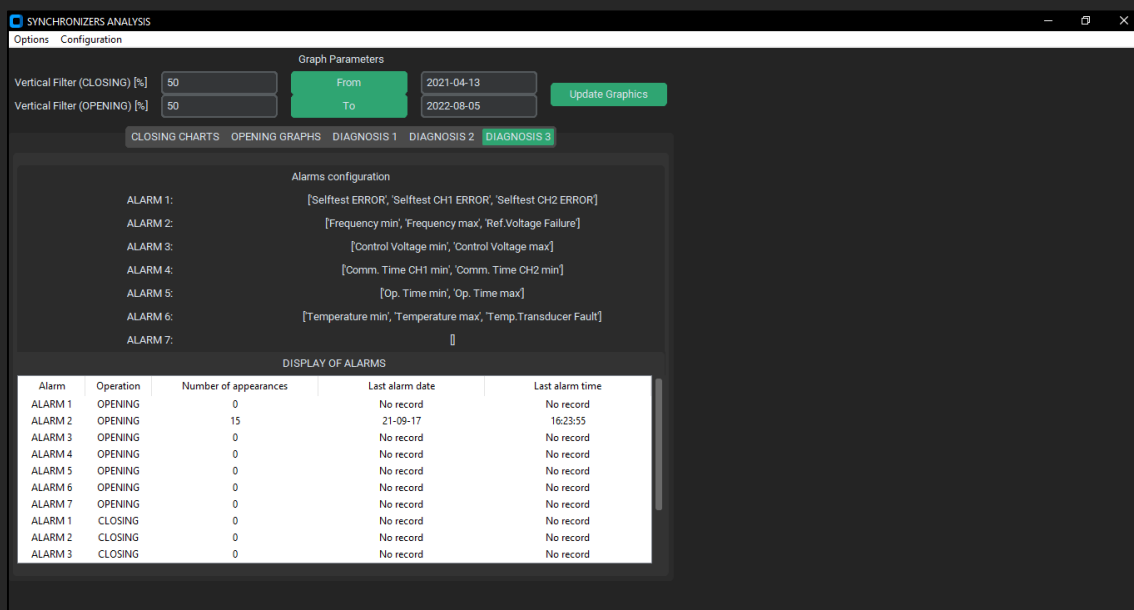 SYNCHRONIZERS ANALYSIS
Options Configuration
Graph Parameters
Vertical Filter (CLOSING) [%] 50 From 2021-04-13
Update Graphics
Vertical Filter (OPENING) [%] 50 To 2022-08-05
CLOSING CHARTS OPENING GRAPHS DIAGNOSIS 1 DIAGNOSIS 2 DIAGNOSIS 3
Alarms configuration
ALARM 1: ['Selftest ERROR', 'Selftest CH1 ERROR', 'Selftest CH2 ERROR']
ALARM 2: ['Frequency min', 'Frequency max', 'Ref.Voltage Failure']
ALARM 3: ['Control Voltage min', 'Control Voltage max']
ALARM 4: ['Comm. Time CH1 min', 'Comm. Time CH2 min']
ALARM 5: ['Op. Time min', 'Op. Time max']
ALARM 6: ['Temperature min', 'Temperature max', 'Temp.Transducer Fault']
ALARM 7: []
DISPLAY OF ALARMS
Alarm Operation Number of appearances Last alarm date Last alarm time
ALARM 1 OPENING 0 No record No record
ALARM 2 OPENING 15 21-09-17 16:23:55
ALARM 3 OPENING 0 No record No record
ALARM 4 OPENING 0 No record No record
ALARM 5 OPENING 0 No record No record
ALARM 6 OPENING 0 No record No record
ALARM 7 OPENING 0 No record No record
ALARM 1 CLOSING 0 No record No record
ALARM 2 CLOSING 0 No record No record
ALARM 3 CLOSING 0 No record No record